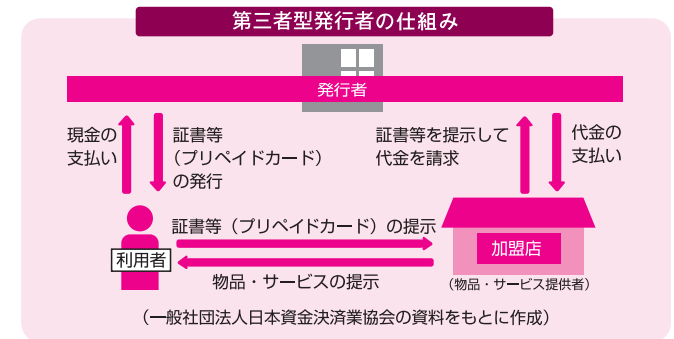 第三者型発行者の仕組み
発行者
現金の
支払い
証書等
（プリペイドカード）
の発行
証書等を提示して
代金を請求
代金の
支払い
証書等（プリペイドカード）の提示
利用者
加盟店
物品・サービスの提示
（物品・サービス提供者）
（一般社団法人日本資金決済業協会の資料をもとに作成）